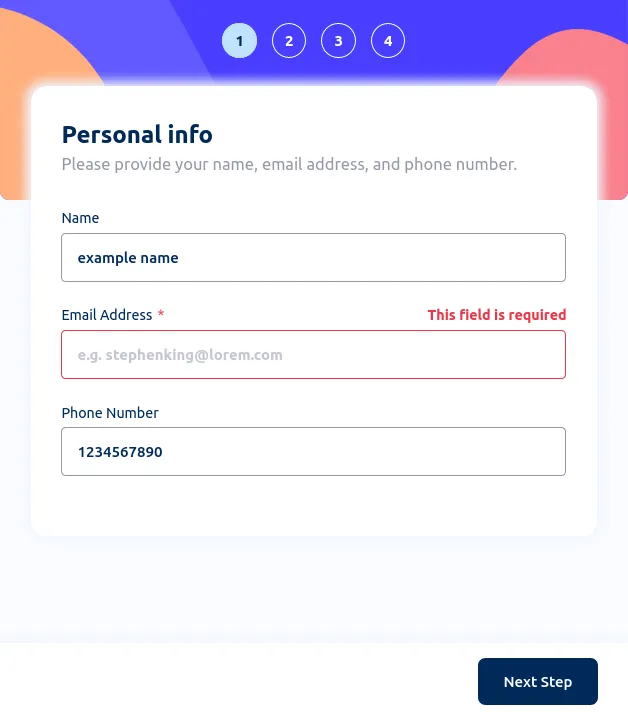 1 2 3 4
Personal info
Please provide your name, email address, and phone number.
Name
example name
Email Address * This field is required
e.g. stephenking@lorem.com
Phone Number
1234567890
Next Step